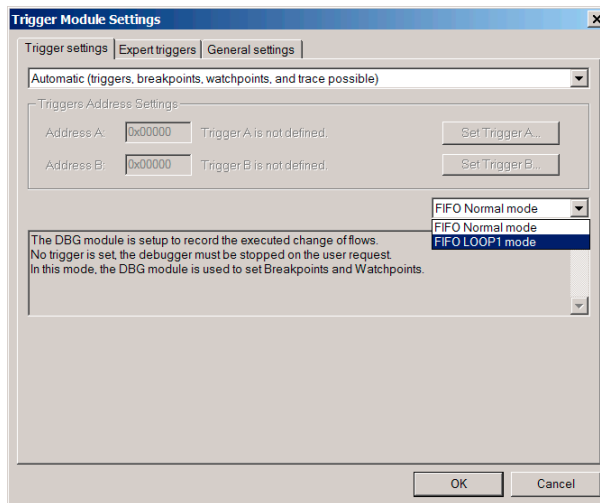 Trigger Module Settings
Trigger settings
Expert triggers
General settings
Automatic (triggers, breakpoints, watchpoints, and trace possible)
Triggers Address Settings
Address A: 0x00000 Trigger A is not defined. Set Trigger A...
Address B: 0x00000 Trigger B is not defined. Set Trigger B...
FIFO Normal mode
FIFO Normal mode
FIFO LOOP1 mode
The DBG module is setup to record the executed change of flows.
No trigger is set, the debugger must be stopped on the user request.
In this mode, the DBG module is used to set Breakpoints and Watchpoints.
OK Cancel